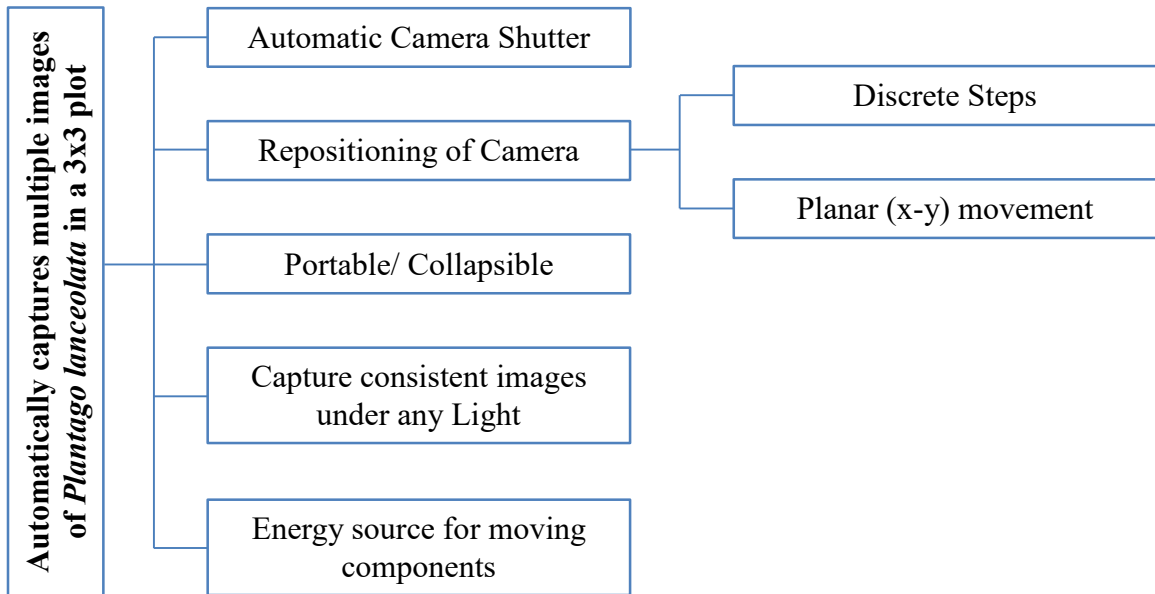 Automatically captures multiple images
of Plantago lanceolata in a 3x3 plot
Automatic Camera Shutter
Repositioning of Camera
Discrete Steps
Planar (x-y) movement
Portable/ Collapsible
Capture consistent images
under any Light
Energy source for moving
components